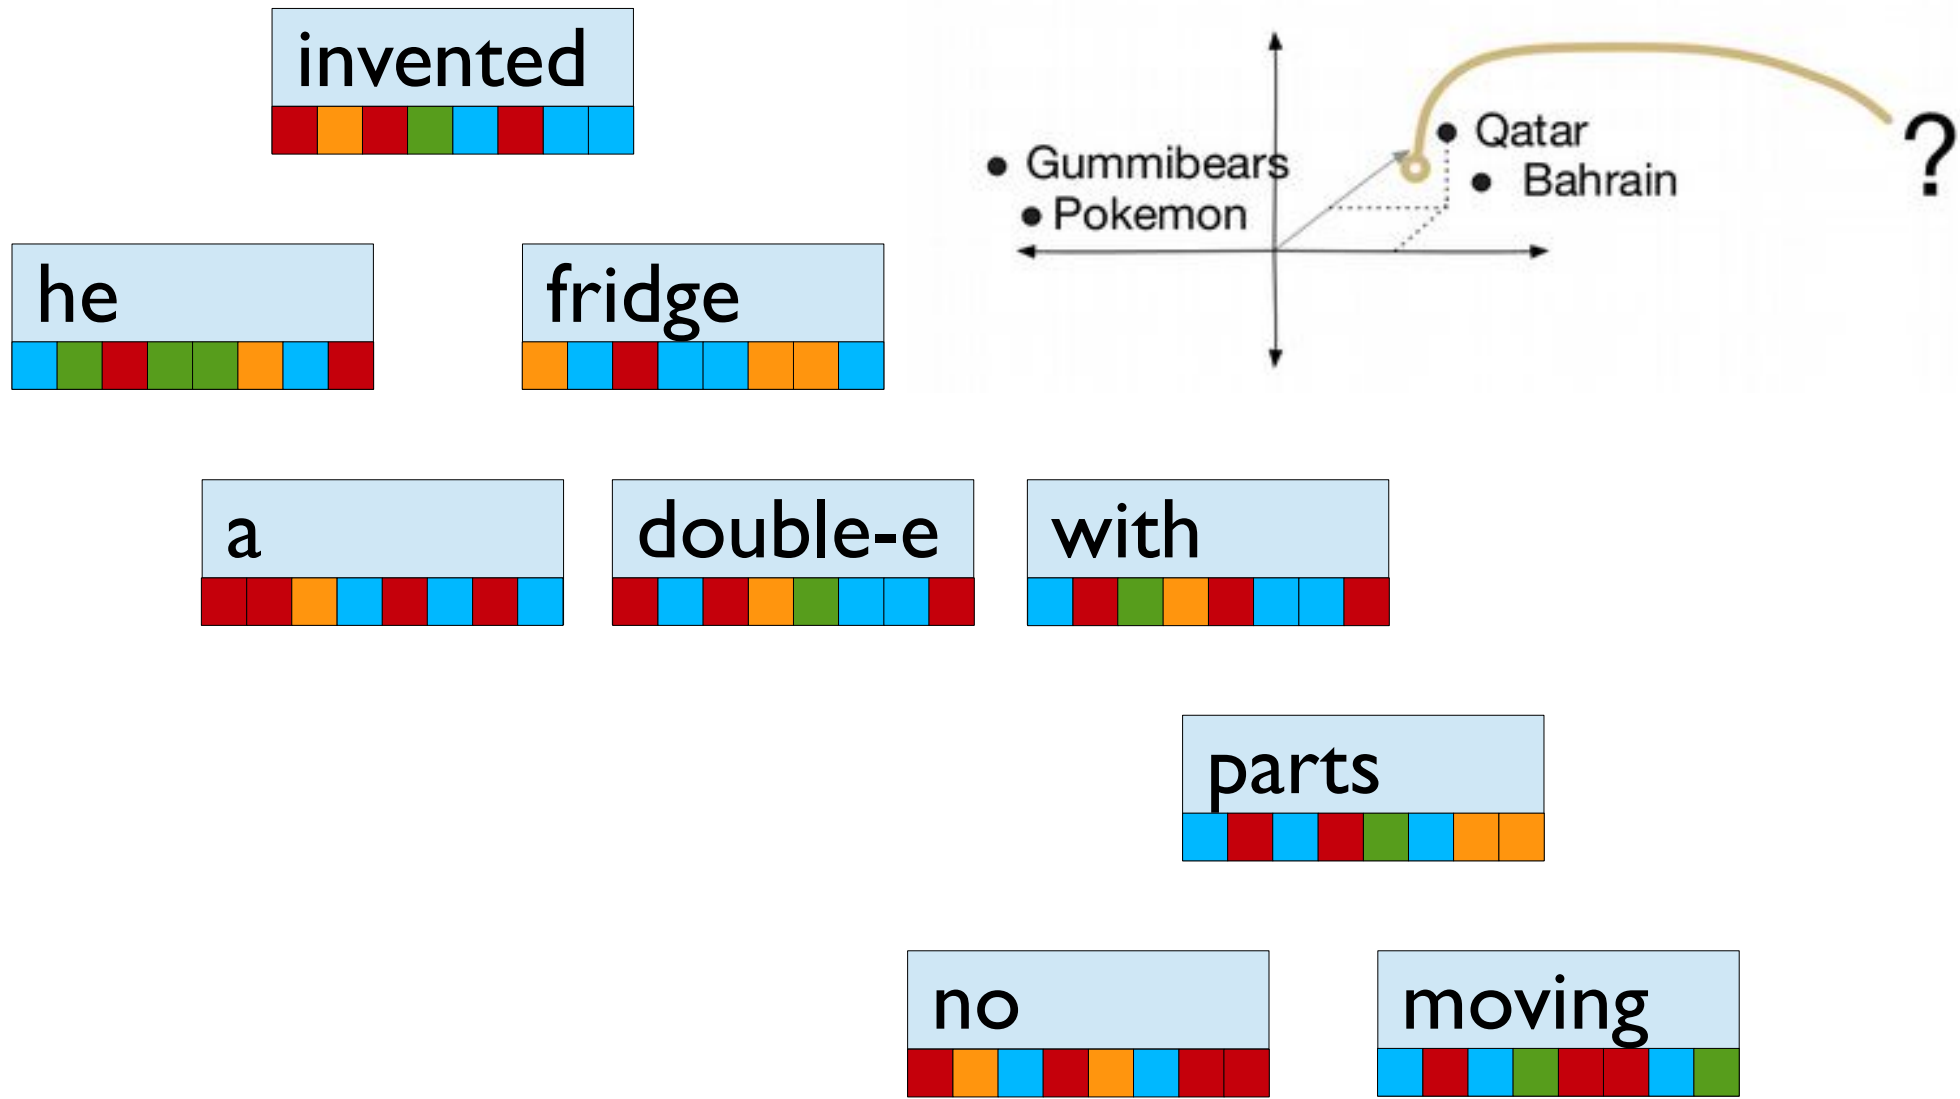 invented
Qatar
Gummibears
Bahrain
?
Pokemon
he
fridge
a
double-e
with
parts
no
moving